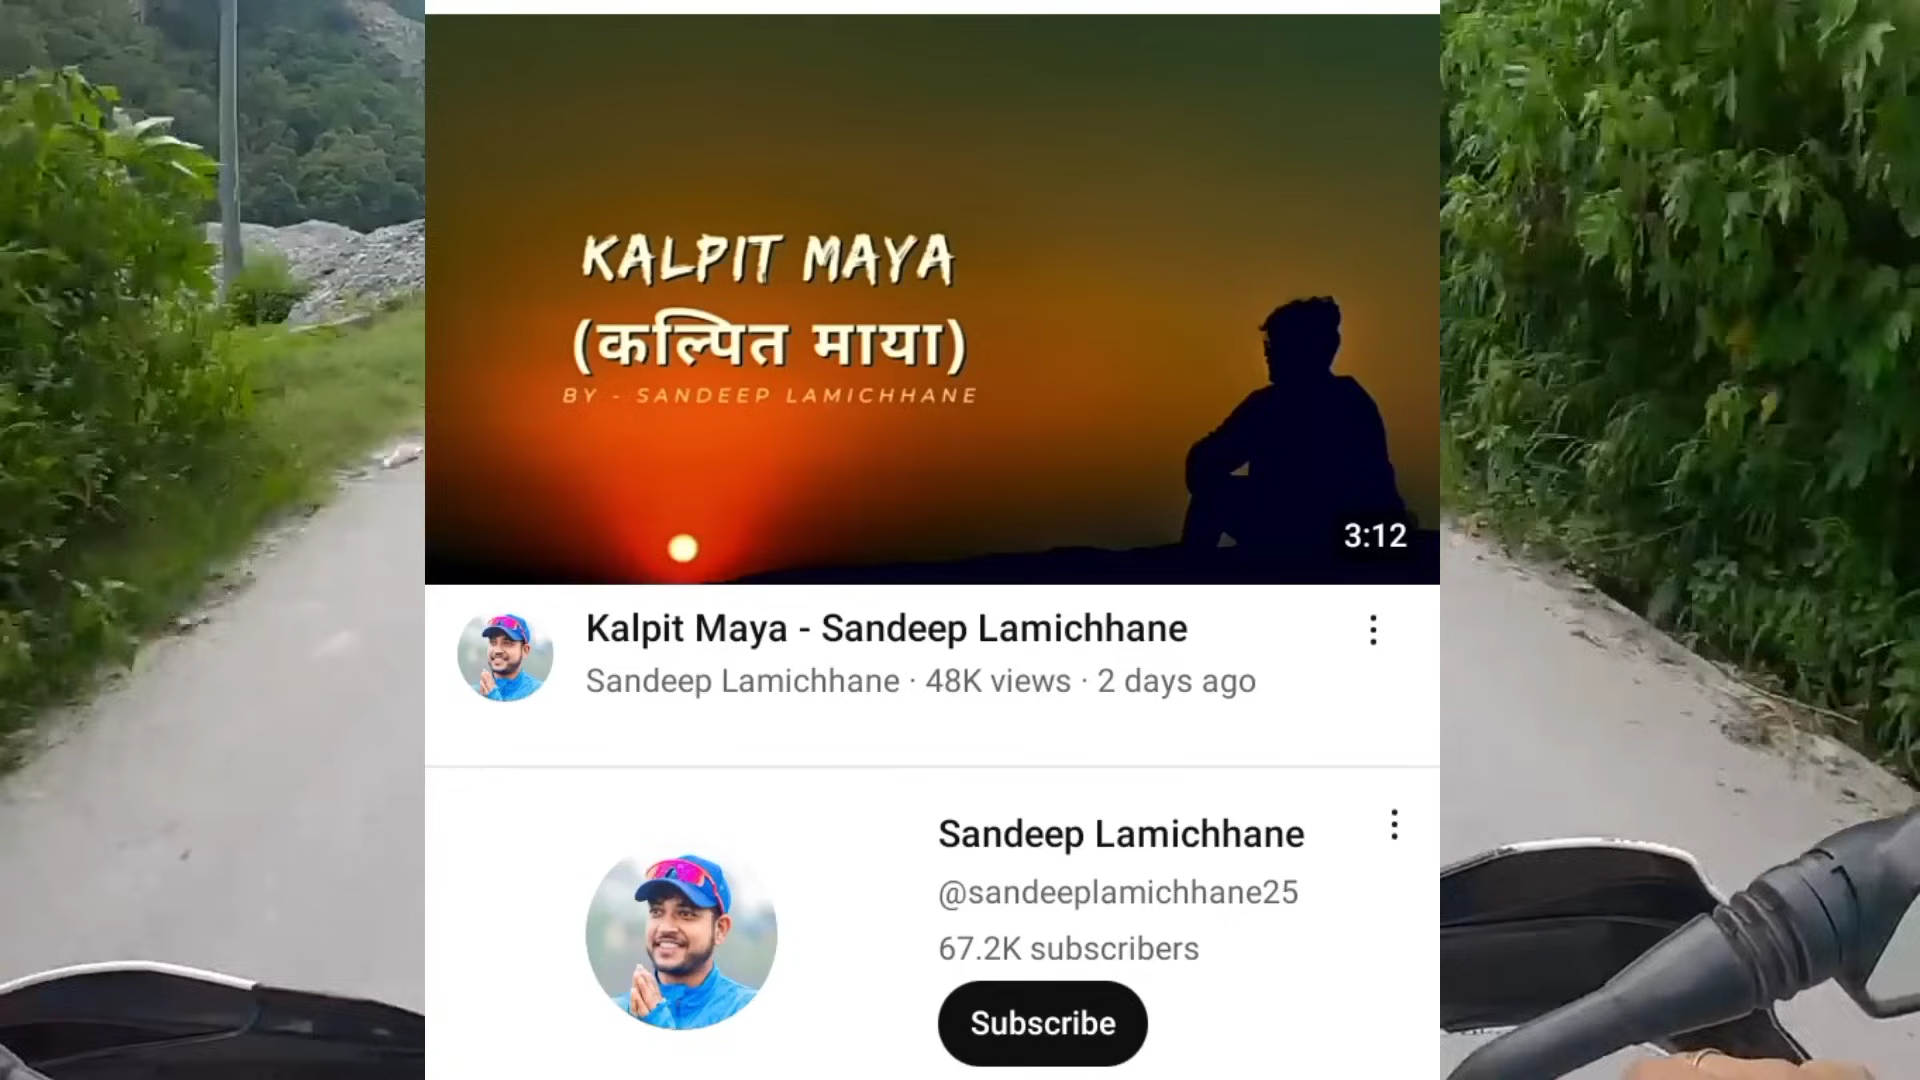 KALPIT MAYA
(कल्पित माया)
BY - SANDEEP LAMICHHANE
3:12
Kalpit Maya - Sandeep Lamichhane
Sandeep Lamichhane · 48K views · 2 days ago
Sandeep Lamichhane
@sandeeplamichhane25
67.2K subscribers
Subscribe